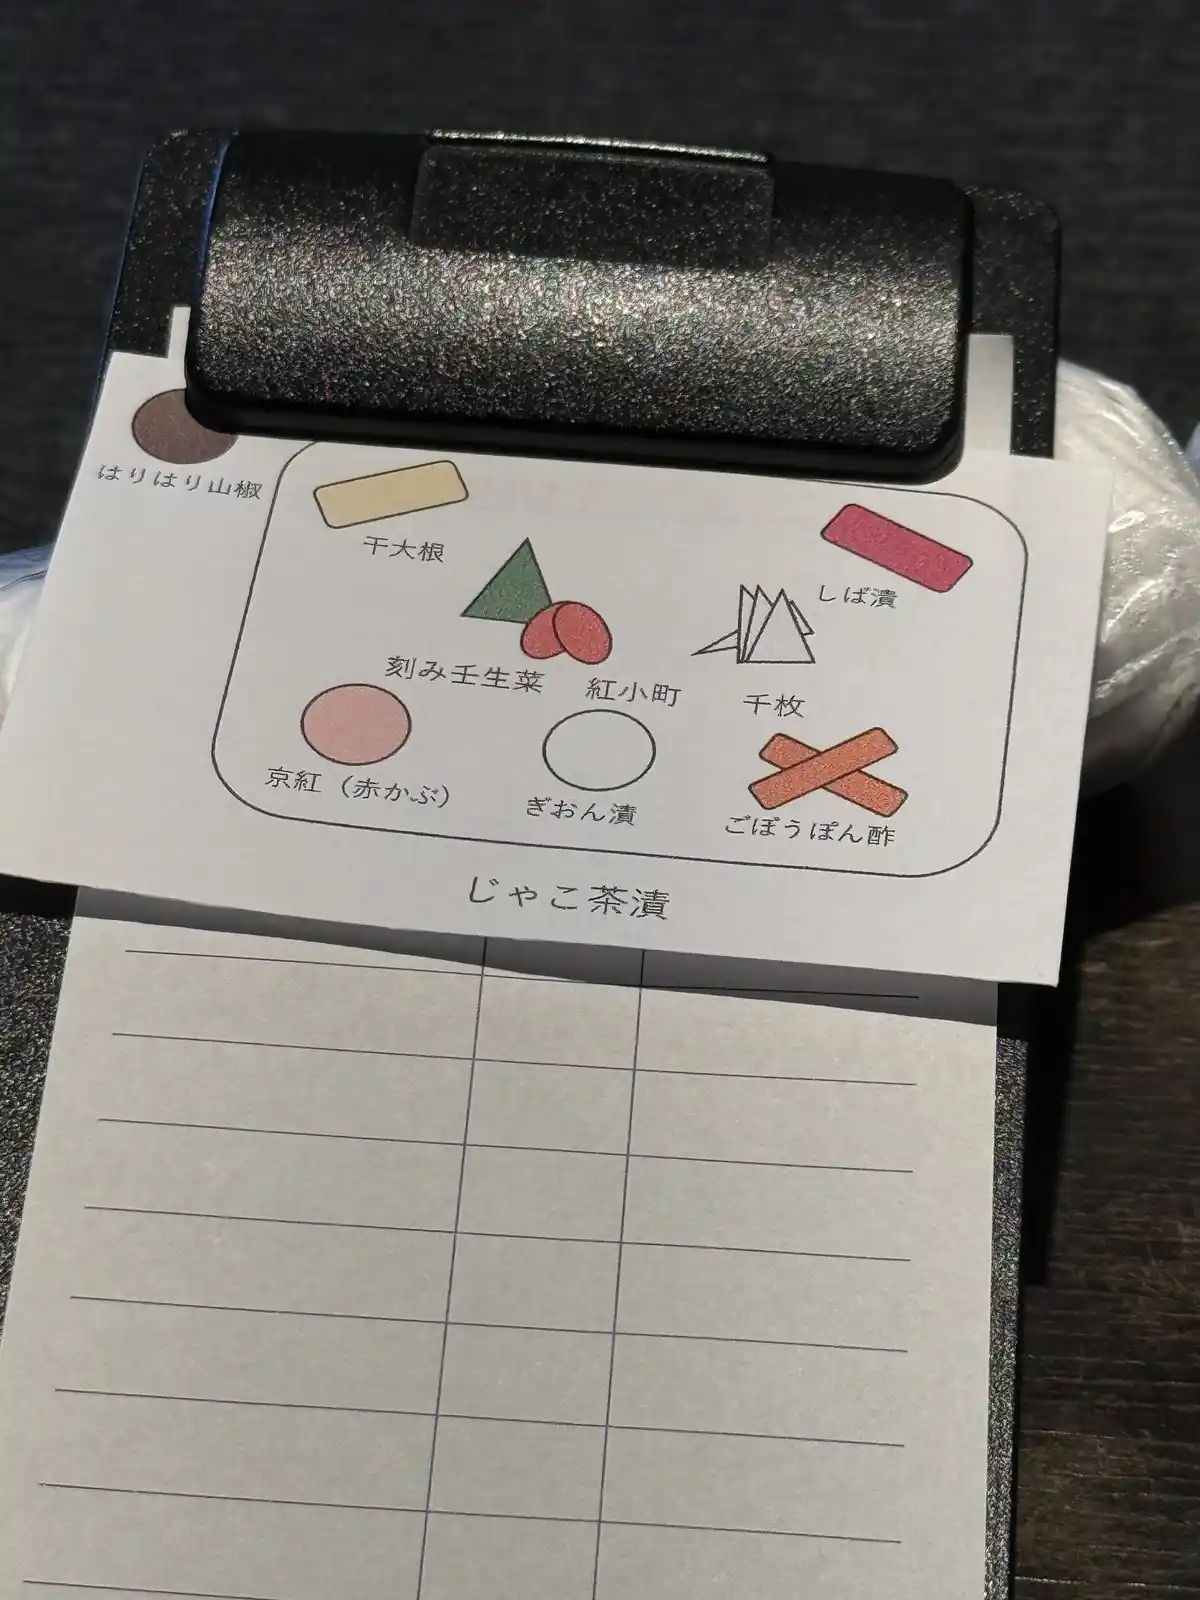 はりはり山椒
干大根
しば漬
刻み壬生菜
紅小町
千枚
京紅（赤かぶ）
ぎおん漬
ごぼうぽん酢
じゃこ茶漬